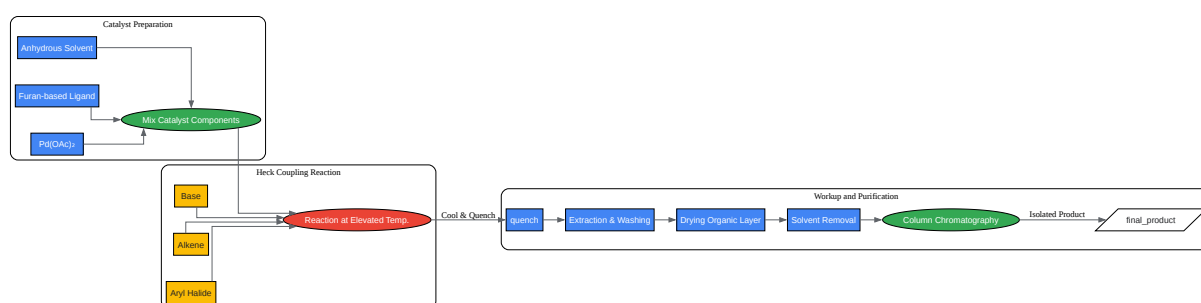 Catalyst Preparation
Anhydrous Solvent
Furan-based Ligand
Mix Catalyst Components
Pd(OAc)₂
Heck Coupling Reaction
Base
Reaction at Elevated Temp.
Alkene
Aryl Halide
Cool & Quench
Workup and Purification
quench
Extraction & Washing
Drying Organic Layer
Solvent Removal
Column Chromatography
Isolated Product
final_product